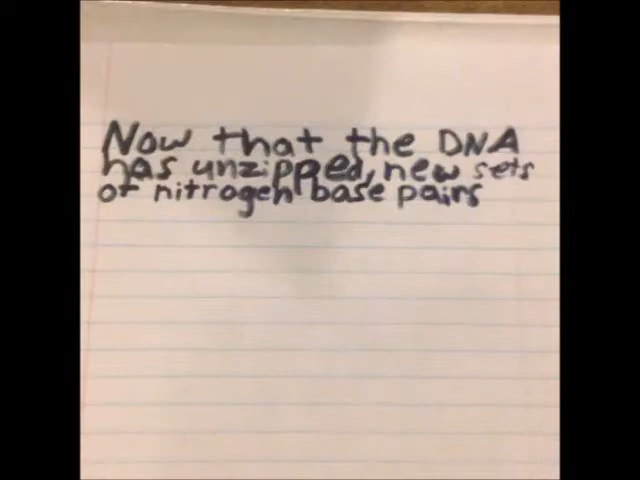 Now that the DNA
has unzipped, new sets
of nitrogen base pairs